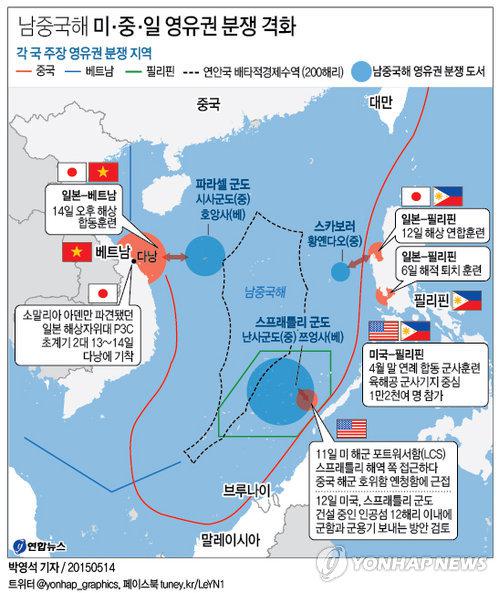 남중국해 미·중·일 영유권 분쟁 격화
각 국 주장 영유권 분쟁 지역
중국
베트남
필리핀
연안국 배타적경제수역 (200해리)
남중국해 영유권 분쟁 도서
중국
대만
일본-베트남
14일 오후 해상
합동훈련
파라셀 군도
시사군도(중)
호앙사(베)
스카보러
황옌다오(중)
일본-필리핀
12일 해상 연합훈련
일본-필리핀
6일 해적 퇴치 훈련
베트남
다낭
필리핀
소말리아 아덴만 파견됐던
일본 해상자위대 P3C
초계기 2대 13~14일
다낭에 기착
남중국해
스프래틀리 군도
난사군도(중) 쯔엉사(베)
미국-필리핀
4월 말 연례 합동 군사훈련
육해공 군사기지 중심
1만2천여 명 참가
11일 미 해군 포트워서함(LCS)
스프래틀리 해역 쪽 접근하다
중국 해군 호위함 옌청함에 근접
12일 미국, 스프래틀리 군도
건설 중인 인공섬 12해리 이내에
군함과 군용기 보내는 방안 검토
브루나이
말레이시아
연합뉴스
박영석 기자 / 20150514
트위터 @yonhap_graphics, 페이스북 tuney.kr/LeYN1
YONHAP NEWS